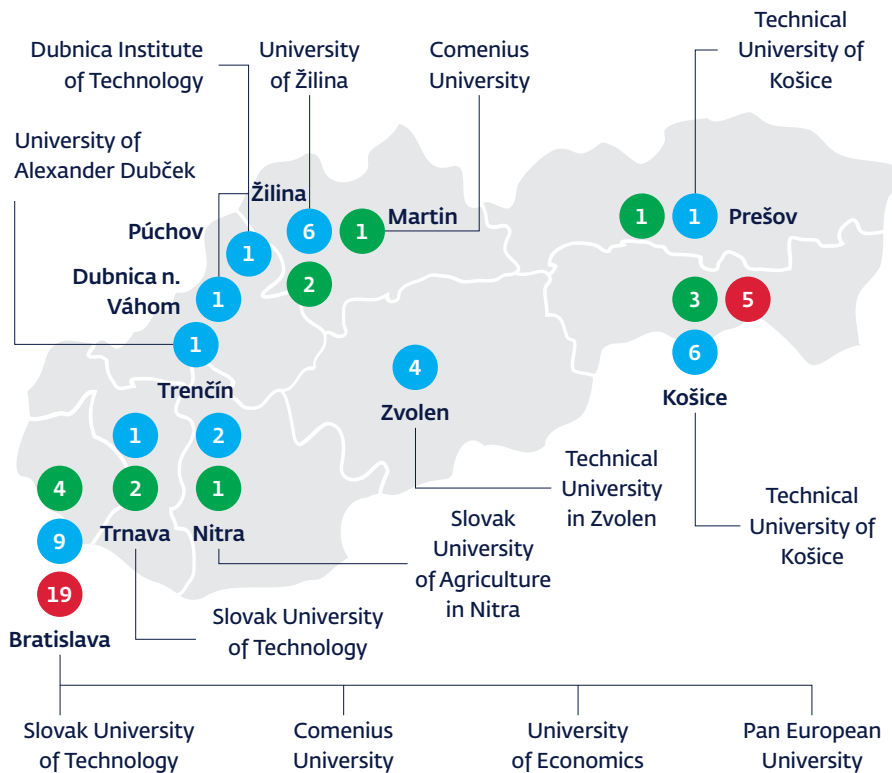 Dubnica Institute
of Technology
University
of Žilina
Comenius
University
Technical
University of
Košice
University of
Alexander Dubček
Žilina
6
1
Martin
2
Púchov
1
Dubnica n.
Váhom
1
1
Trenčín
1
1
Prešov
3
5
6
Košice
4
Zvolen
1
2
Trnava
2
1
Nitra
4
9
19
Bratislava
Technical
University
in Zvolen
Technical
University of
Košice
Slovak
University
of Agriculture
in Nitra
Slovak University
of Technology
Slovak University
of Technology
Comenius
University
University
of Economics
Pan European
University